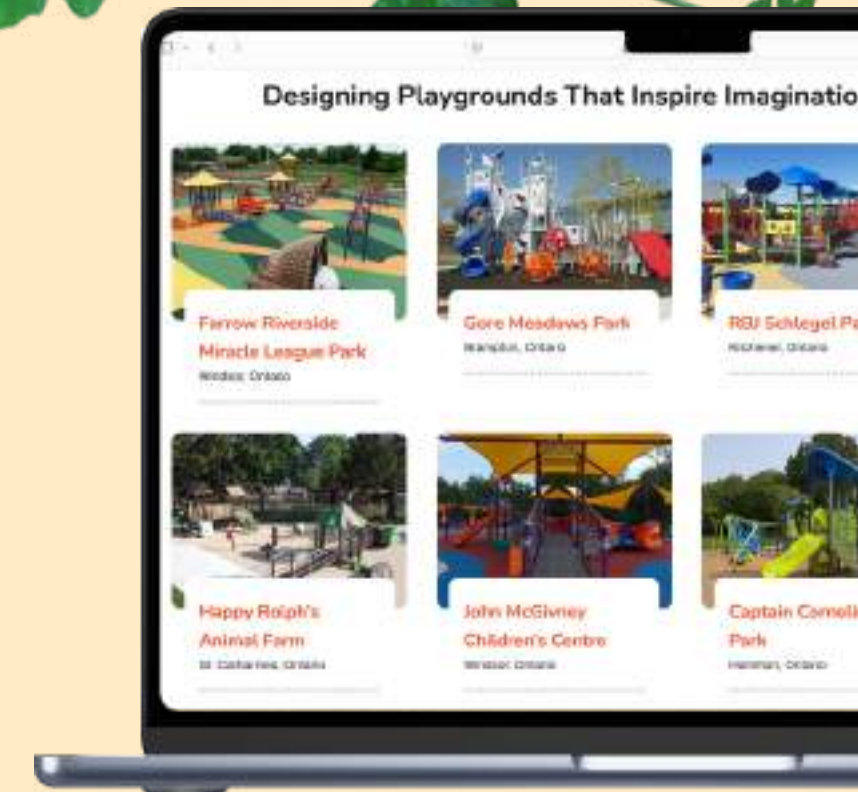 Designing Playgrounds That Inspire Imaginatio
Farrow Riverside
Miracle League Park
Windsor, Ontario
Gore Meadows Park
Brampton, Ontario
RBJ Schlegel Pa
Kitchener, Ontario
Happy Rolph's
Animal Farm
St. Catharines, Ontario
John McGivney
Children's Centre
Windsor, Ontario
Captain Corneli
Park
Ontario